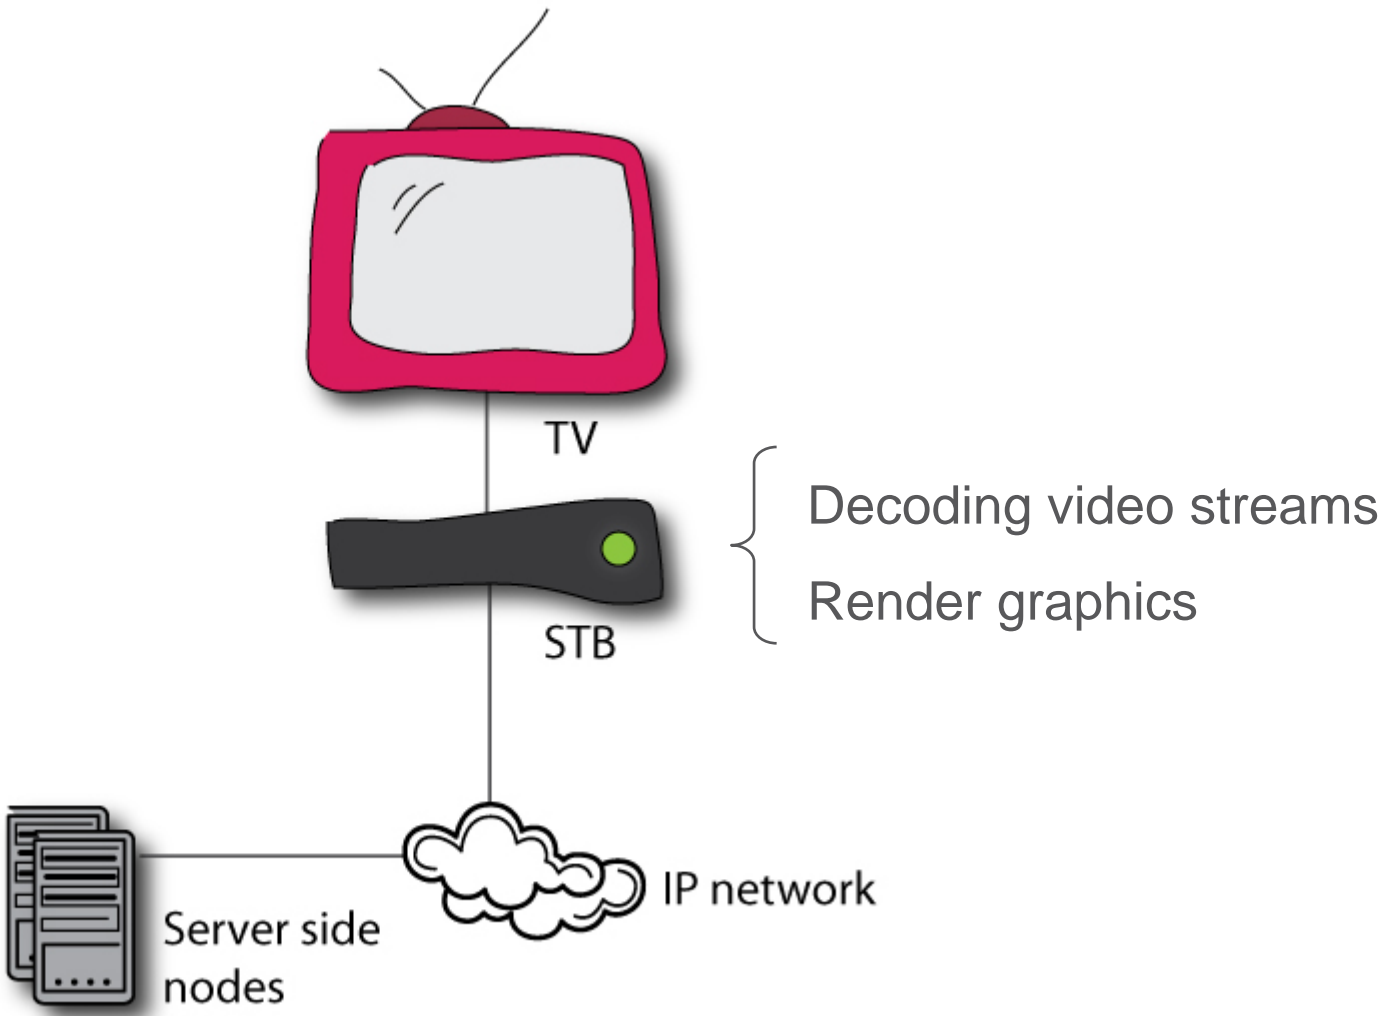 TV
Decoding video streams
Render graphics
STB
IP network
Server side
nodes